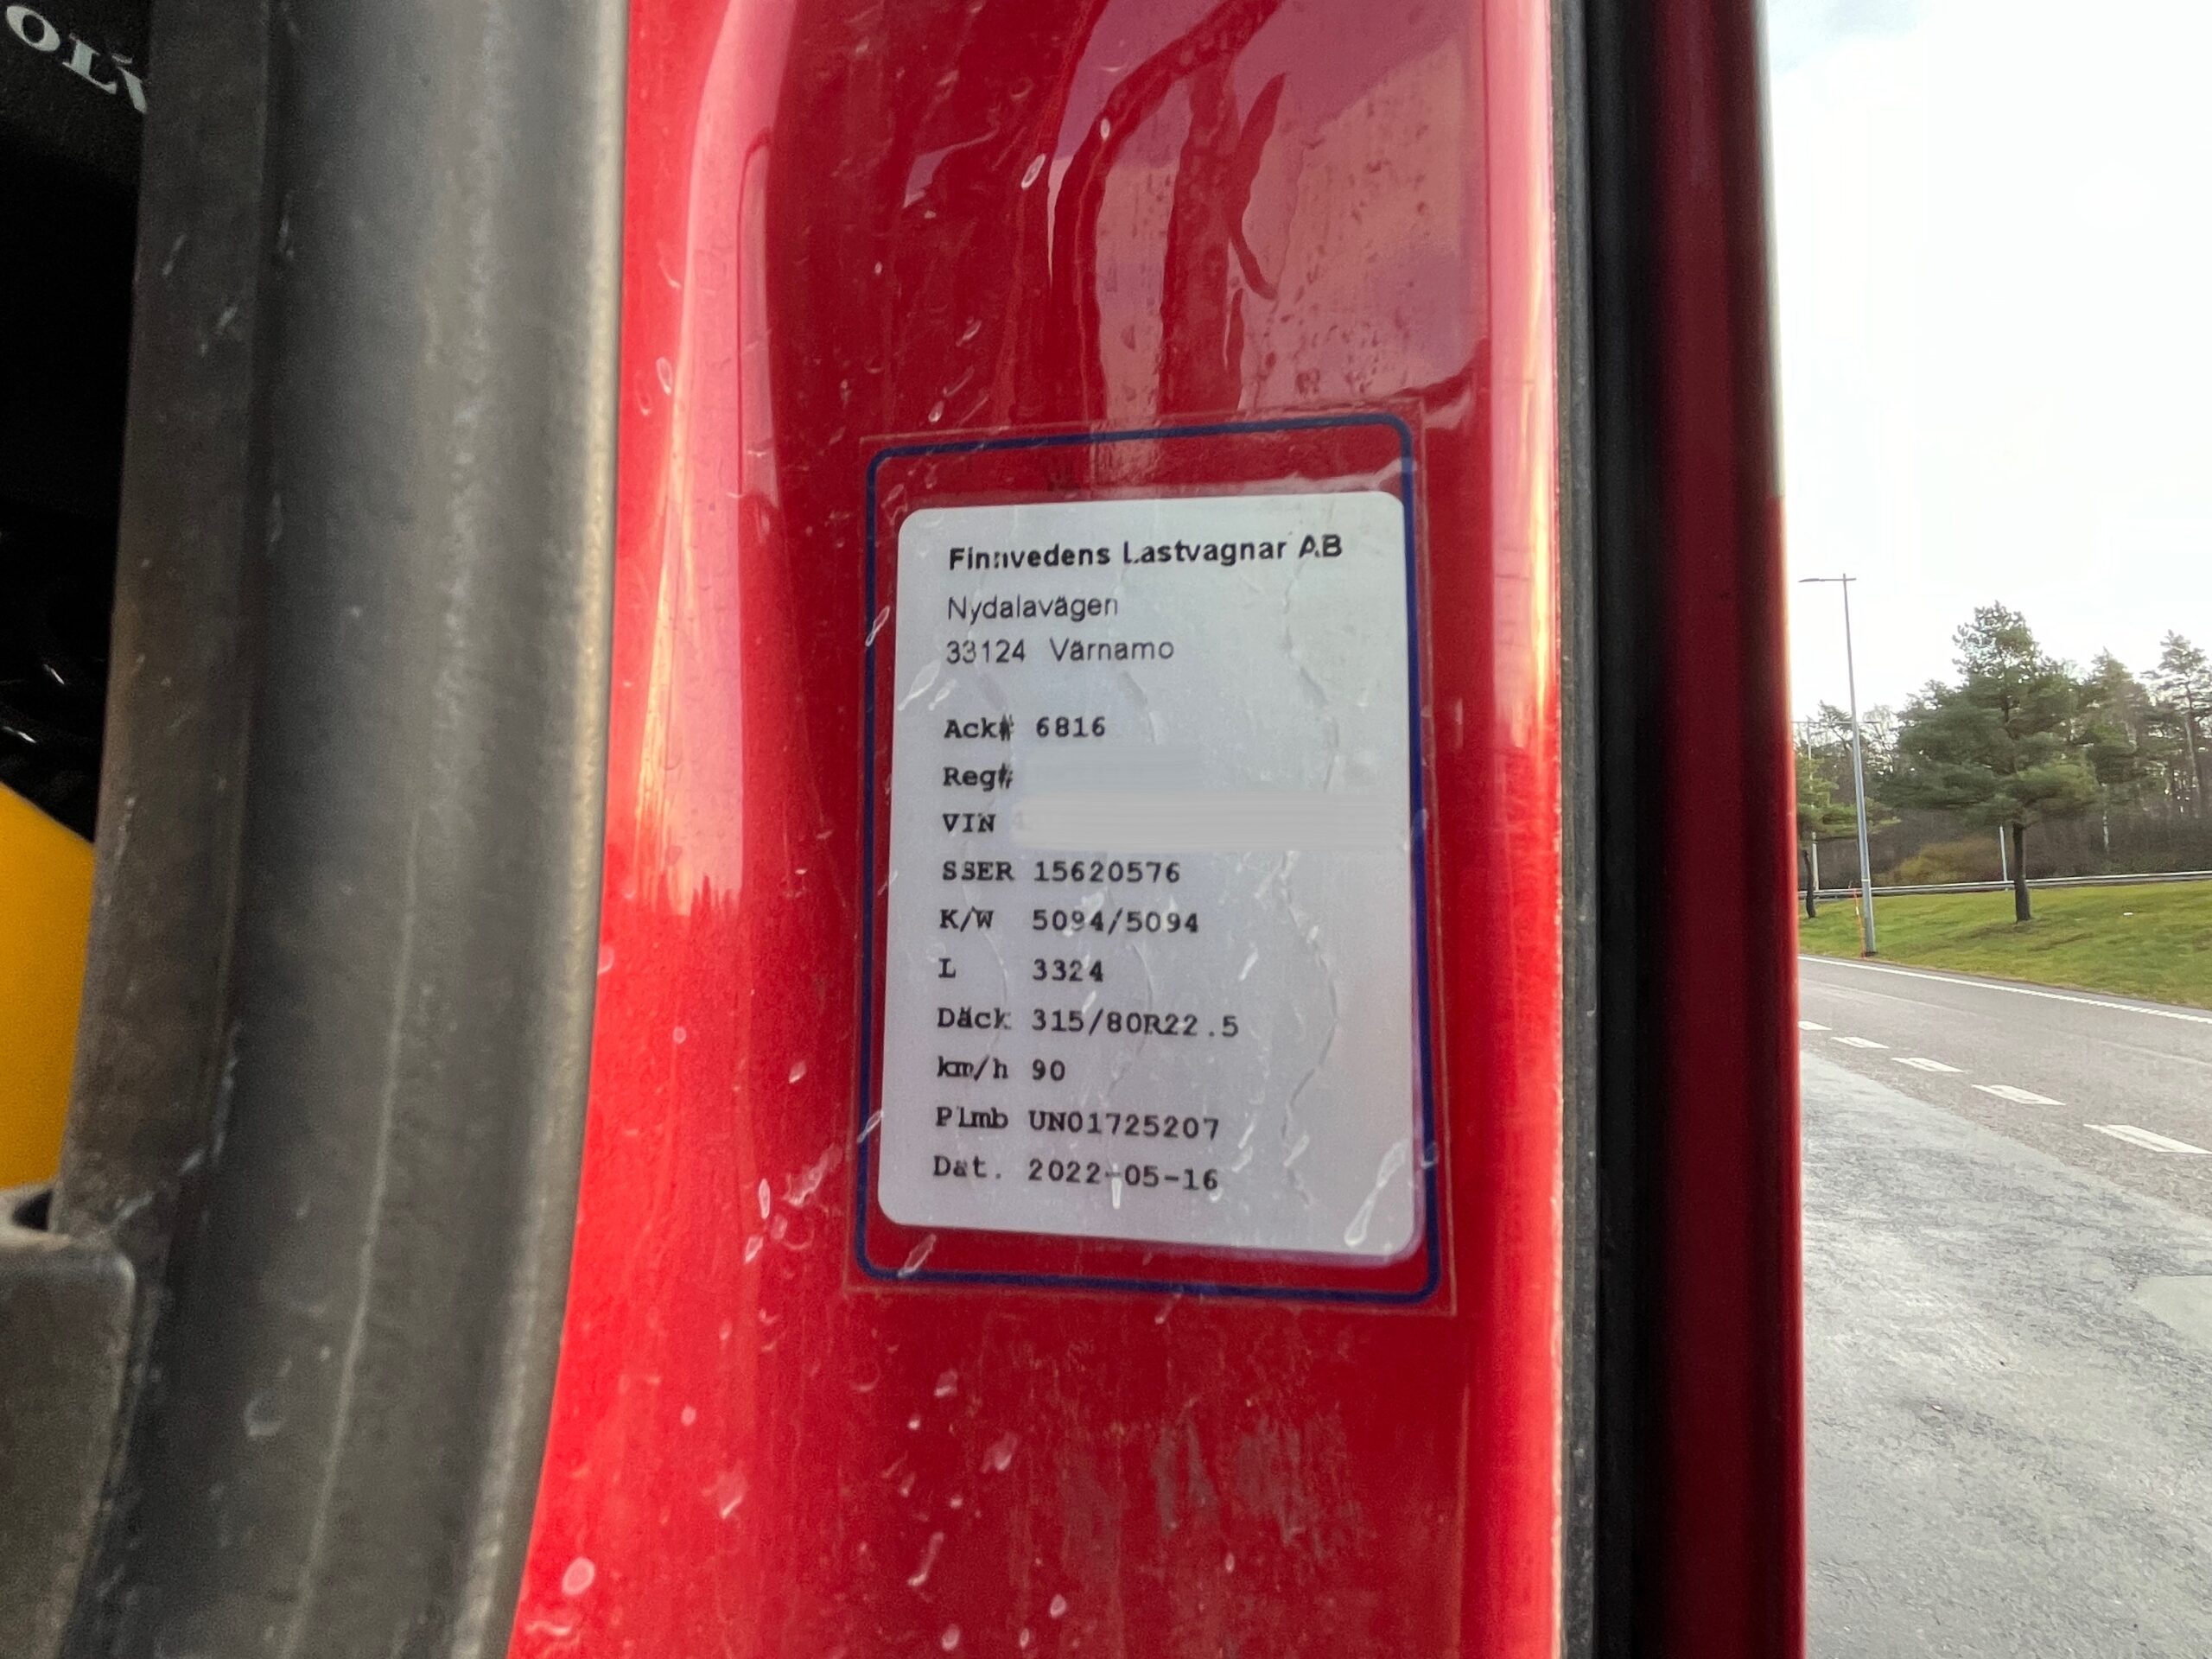 OLV
Finnvedens Lastvagnar AB
Nydalavägen
33124 Värnamo
Ack# 6816
Reg#
VIN
SSER 15620576
K/W 5094/5094
L 3324
Däck 315/80R22.5
km/h 90
Plmb UN01725207
Dat. 2022-05-16